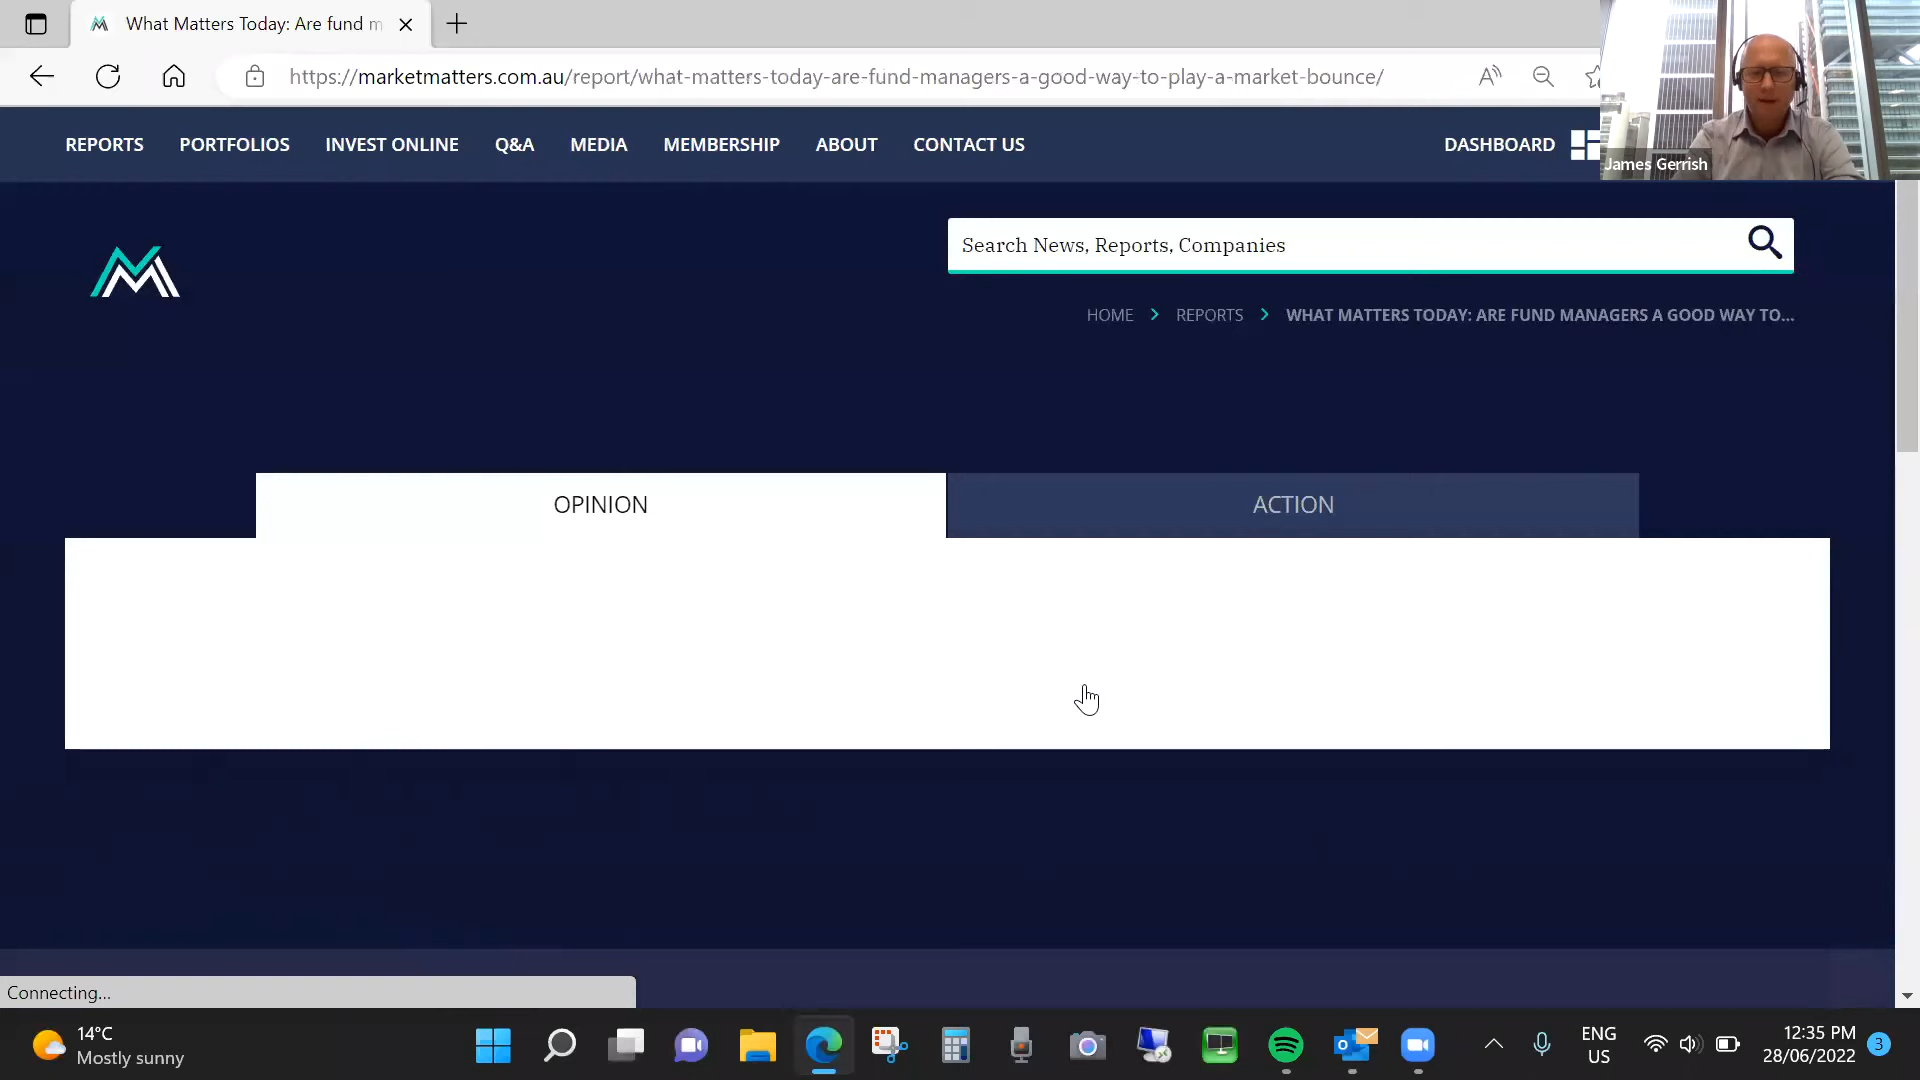 What Matters Today: Are fund m
https://marketmatters.com.au/report/what-matters-today-are-fund-managers-a-good-way-to-play-a-market-bounce/
REPORTS PORTFOLIOS INVEST ONLINE Q&A MEDIA MEMBERSHIP ABOUT CONTACT US DASHBOARD
James Gerrish
Search News, Reports, Companies
HOME REPORTS WHAT MATTERS TODAY: ARE FUND MANAGERS A GOOD WAY TO...
OPINION ACTION
Connecting...
14°C
Mostly sunny
ENG
US
12:35 PM
28/06/2022
3